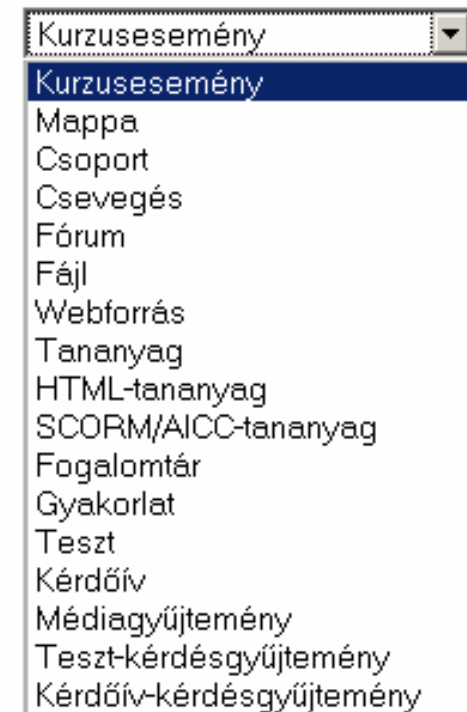 Kurzusesemény
Kurzusesemény
Mappa
Csoport
Csevegés
Fórum
Fájl
Webforrás
Tananyag
HTML-tananyag
SCORM/AICC-tananyag
Fogalomtár
Gyakorlat
Teszt
Kérdőív
Médiagyűjtemény
Teszt-kérdésgyűjtemény
Kérdőív-kérdésgyűjtemény